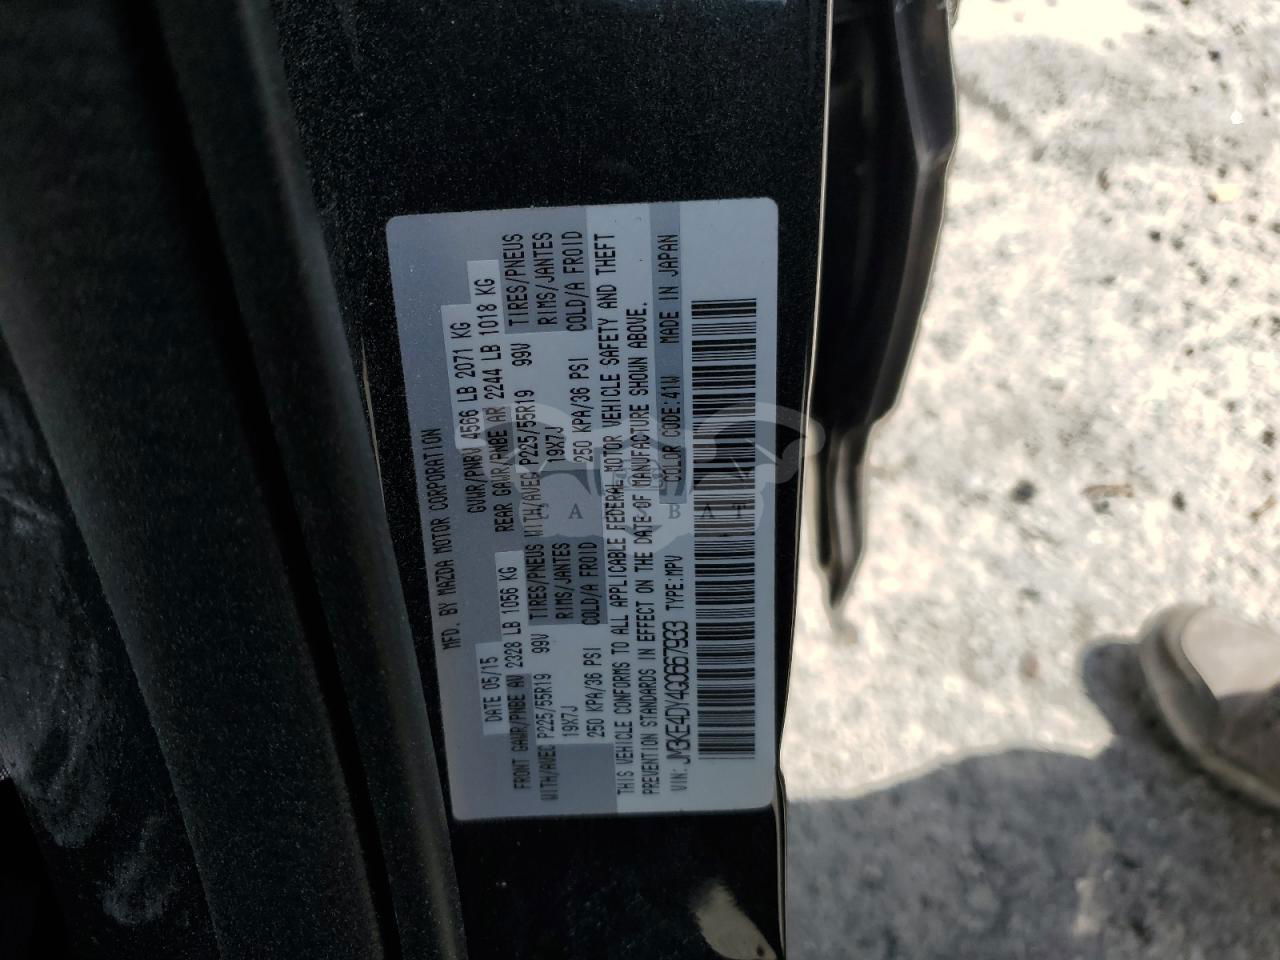 MFD. BY MAZDA MOTOR CORPORATION
DATE 05/15 GVWR/PNBV 4566 LB 2071 KG
FRONT GAWR/PNBE AV 2328 LB 1056 KG REAR GAWR/PNBE AR 2244 LB 1018 KG
WITH/AVEC P225/55R19 99V TIRES/PNEUS WITH/AVEC P225/55R19 99V TIRES/PNEUS
19X7J RIMS/JANTES 19X7J RIMS/JANTES
250 KPA/36 PSI COLD/A FROID 250 KPA/36 PSI COLD/A FROID
THIS VEHICLE CONFORMS TO ALL APPLICABLE FEDERAL MOTOR VEHICLE SAFETY AND THEFT
PREVENTION STANDARDS IN EFFECT ON THE DATE OF MANUFACTURE SHOWN ABOVE.
VIN: JM3KE4DY4G0667933 TYPE:MPV COLOR CODE:41W MADE IN JAPAN
CARSBAT